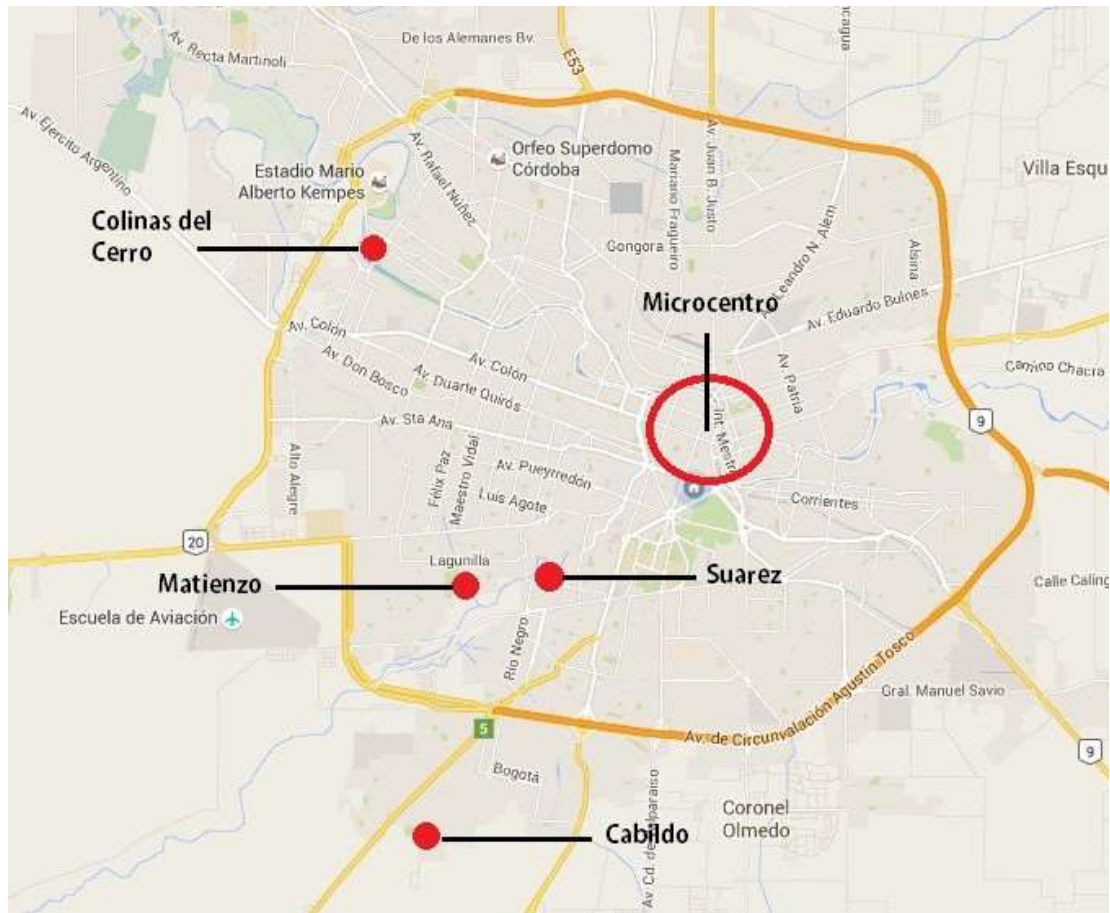 De los Alemanes Bv.
Av. Recta Martinoli
E53
Av. Ejercito Argentino
Av. Rafael Nuñez
Orfeo Superdomo
Córdoba
Mariano Fragueiro
Av. Juan B. Justo
Villa Esqu
Estadio Mario
Alberto Kempes
Colinas del
Cerro
Gongora
Av. Leandro N. Alem
Alsina
Microcentro
Av. Eduardo Bulnes
Av. Colón
Av. Don Bosco
Av. Colón
Av. Duarte Quirós
Av. Patria
Camino Chacra
Av. Sta Ana
Int. Mestre
9
Alto Alegre
Félix Paz
Maestro Vidal
Av. Pueyrredón
Luis Agote
Corrientes
20
Lagunilla
Matienzo
Suarez
Calle Caling
Escuela de Aviación
Rio Negro
Gral. Manuel Savio
Av. de Circunvalación Agustin Tosco
5
9
Bogotá
Coronel
Olmedo
Cabildo